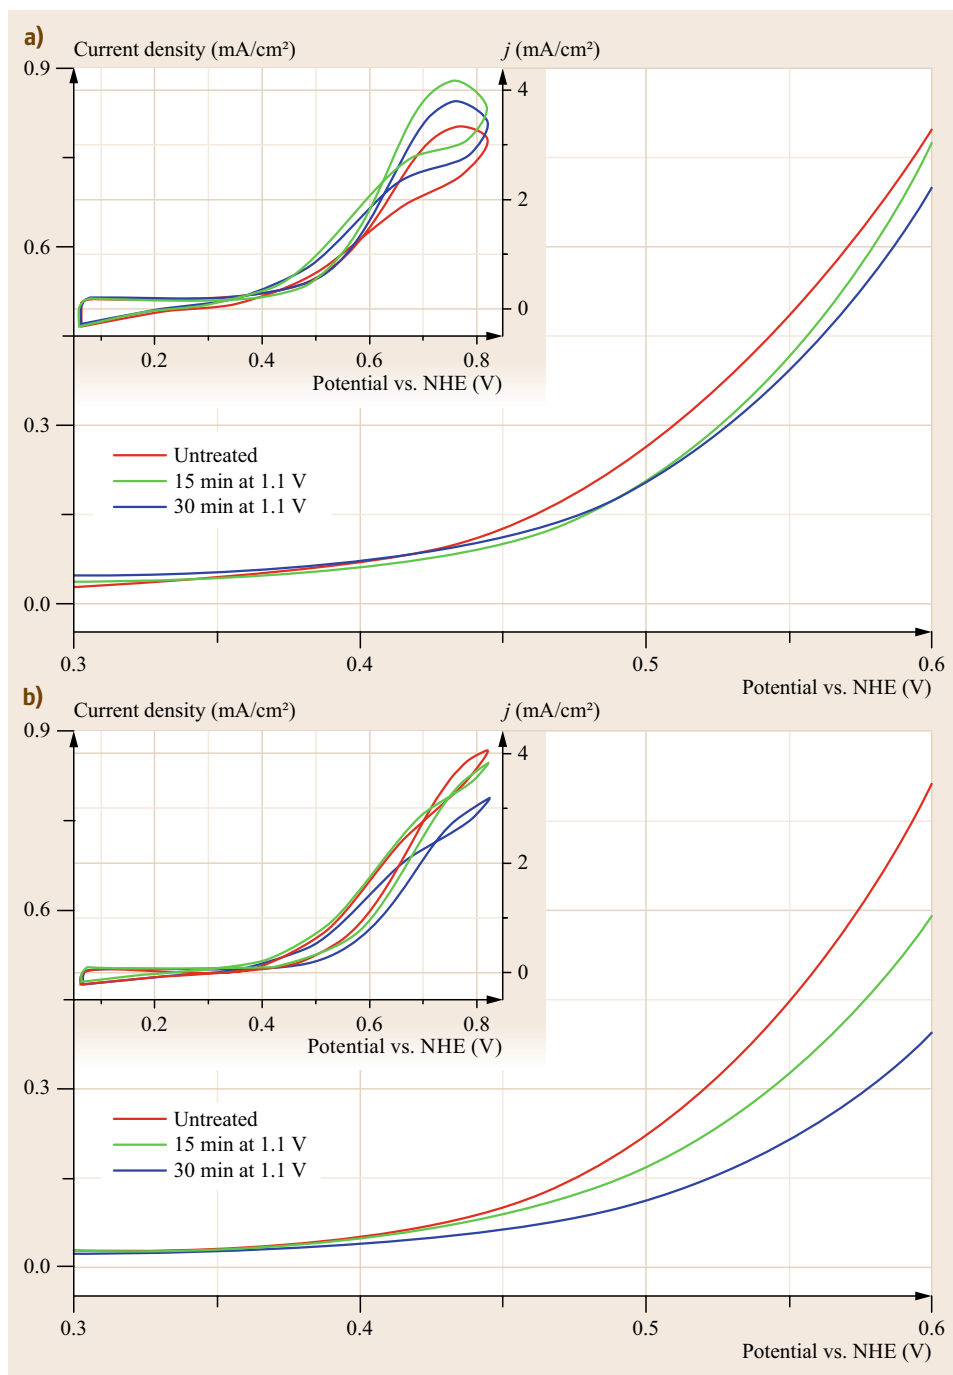 a)
Current density (mA/cm²)
j (mA/cm²)
0.9
4
2
0.6
0
0.2 0.4 0.6 0.8
Potential vs. NHE (V)
0.3
Untreated
15 min at 1.1 V
30 min at 1.1 V
0.0
0.3 0.4 0.5 0.6
Potential vs. NHE (V)
b)
Current density (mA/cm²)
j (mA/cm²)
0.9
4
2
0.6
0
0.2 0.4 0.6 0.8
Potential vs. NHE (V)
0.3
Untreated
15 min at 1.1 V
30 min at 1.1 V
0.0
0.3 0.4 0.5 0.6
Potential vs. NHE (V)